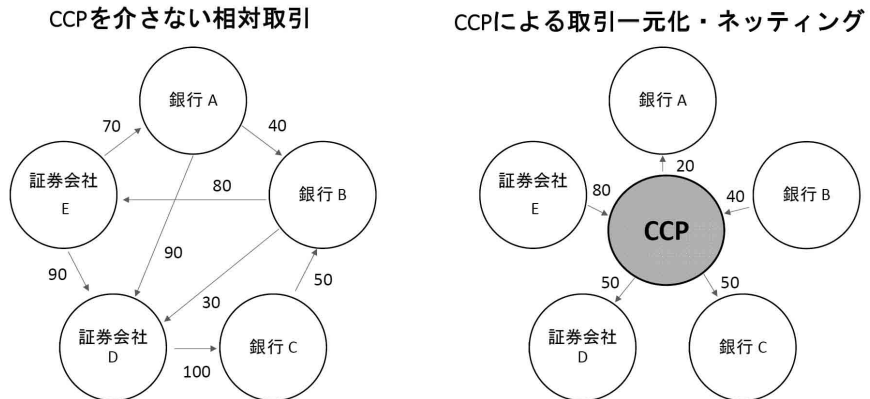 CCPを介さない相対取引
銀行 A
70
40
証券会社
E
80
銀行 B
90
90
30
50
証券会社
D
100
銀行 C
CCPによる取引一元化・ネッティング
銀行 A
20
証券会社
E
80
CCP
40
銀行 B
50
50
証券会社
D
銀行 C